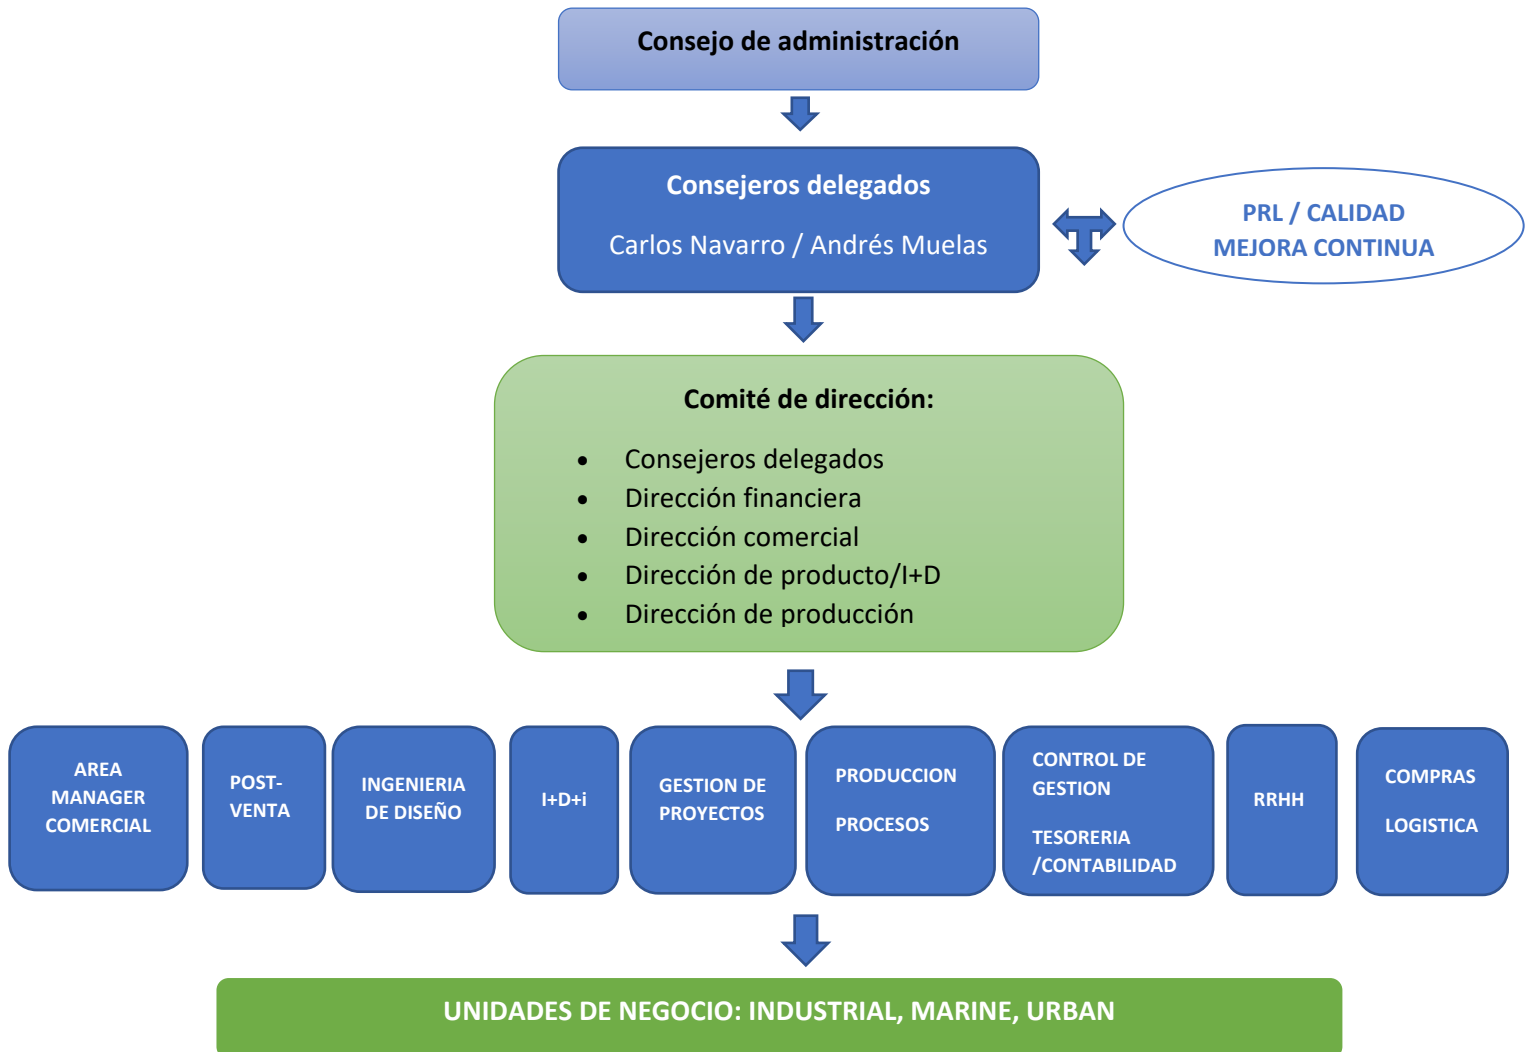 Consejo de administración
Consejeros delegados
Carlos Navarro / Andrés Muelas
PRL / CALIDAD
MEJORA CONTINUA
Comité de dirección:
• Consejeros delegados
• Dirección financiera
• Dirección comercial
• Dirección de producto/I+D
• Dirección de producción
AREA
MANAGER
COMERCIAL
POST-
VENTA
INGENIERIA
DE DISEÑO
I+D+i
GESTION DE
PROYECTOS
PRODUCCION
PROCESOS
CONTROL DE
GESTION
TESORERIA
/CONTABILIDAD
RRHH
COMPRAS
LOGISTICA
UNIDADES DE NEGOCIO: INDUSTRIAL, MARINE, URBAN